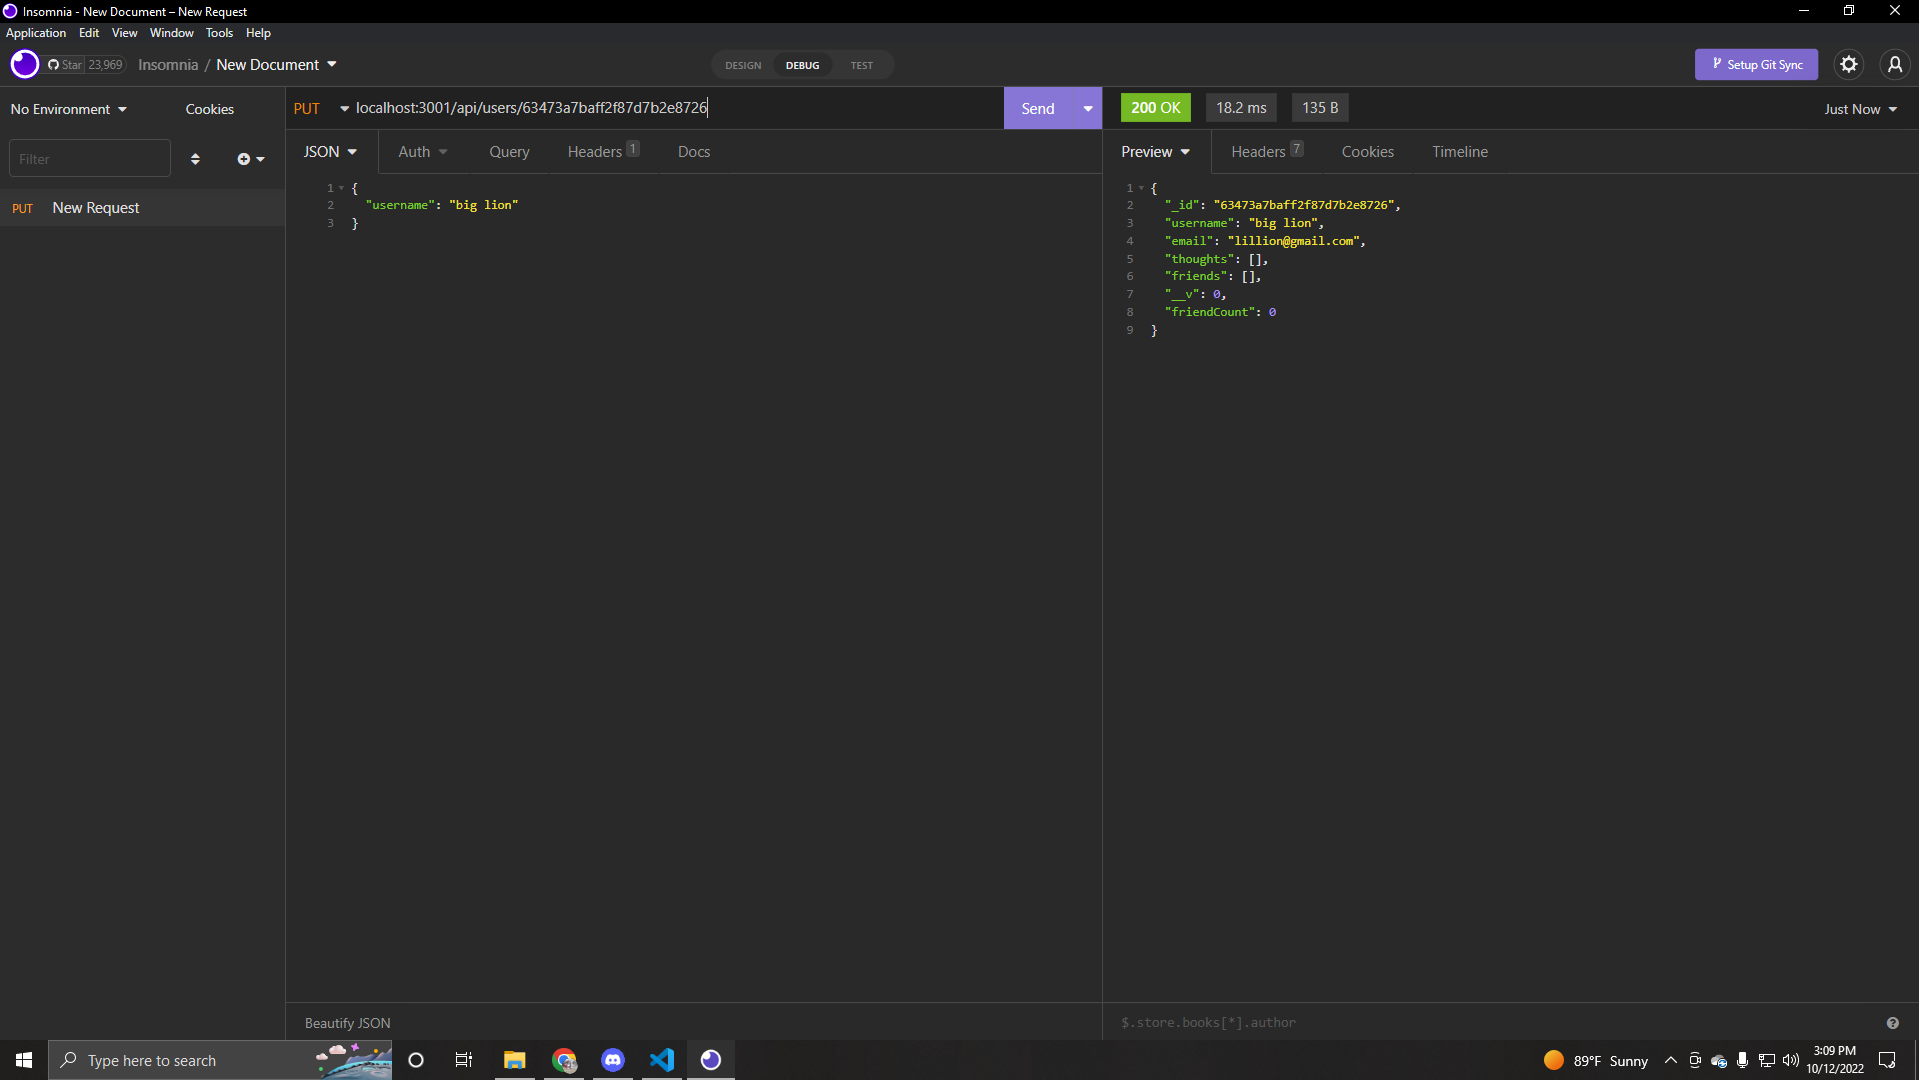 Insomnia - New Document – New Request
Application Edit View Window Tools Help
Star 23,969 Insomnia / New Document DESIGN DEBUG TEST Setup Git Sync
No Environment Cookies
PUT localhost:3001/api/users/63473a7baff2f87d7b2e8726 Send
200 OK 18.2 ms 135 B Just Now
Filter
JSON Auth Query Headers 1 Docs
Preview Headers 7 Cookies Timeline
PUT New Request
1 {
2 "username": "big lion"
3 }
1 {
2 "_id": "63473a7baff2f87d7b2e8726",
3 "username": "big lion",
4 "email": "lillion@gmail.com",
5 "thoughts": [],
6 "friends": [],
7 "__v": 0,
8 "friendCount": 0
9 }
Beautify JSON
$.store.books[*].author
Type here to search
89°F Sunny
3:09 PM
10/12/2022